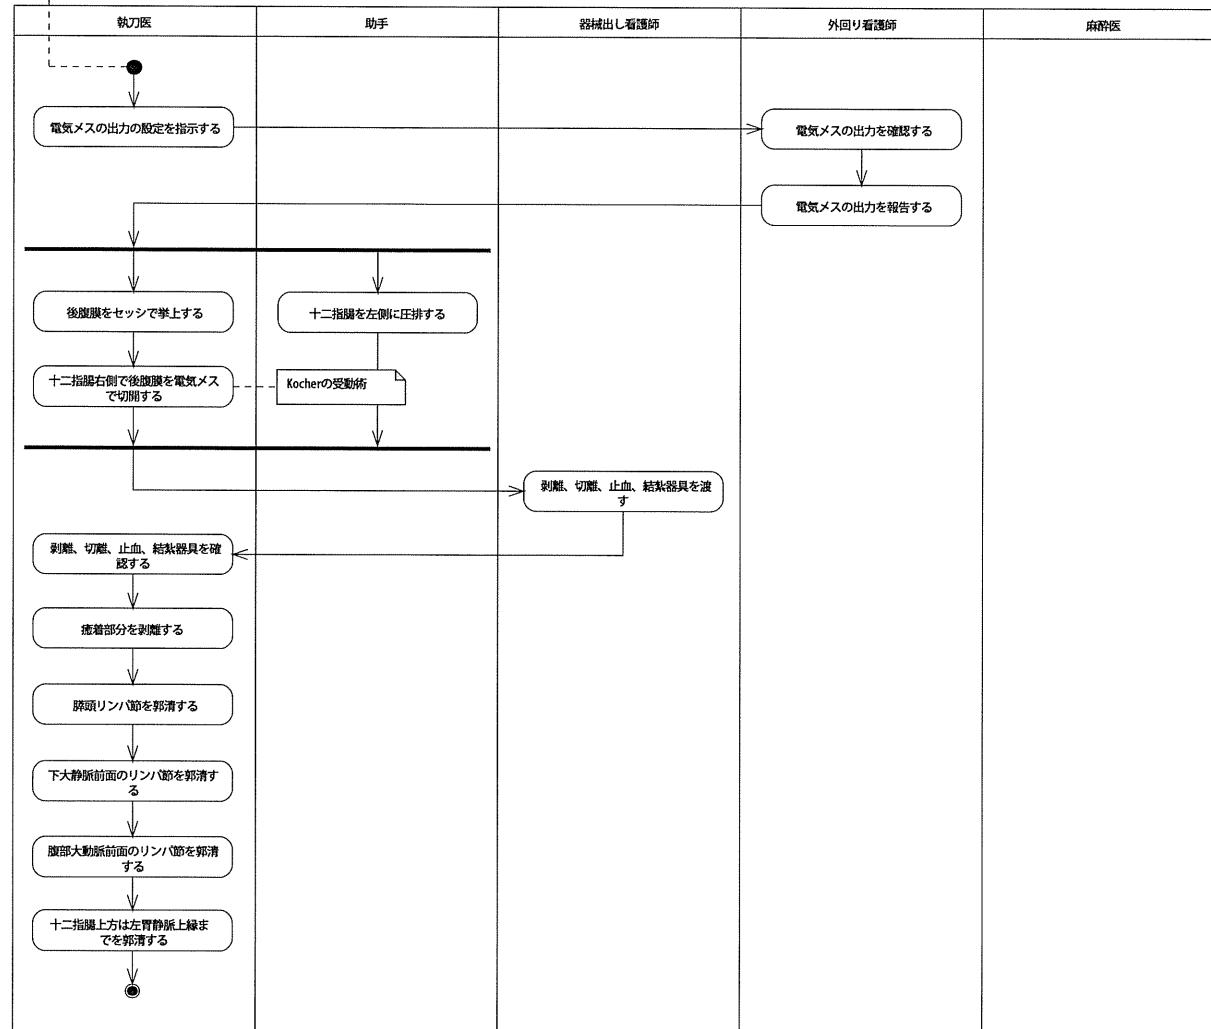 執刀医
助手
器械出し看護師
外回り看護師
麻酔医
電気メスの出力の設定を指示する
電気メスの出力を確認する
電気メスの出力を報告する
後腹膜をセッシで挙上する
十二指腸を左側に圧排する
十二指腸右側で後腹膜を電気メス
で切開する
Kocherの受動術
剥離、切離、止血、結紮器具を渡
す
剥離、切離、止血、結紮器具を確
認する
癒着部分を剥離する
膵頭リンパ節を郭清する
下大静脈前面のリンパ節を郭清す
る
腹部大動脈前面のリンパ節を郭清
する
十二指腸上方は左胃静脈上縁ま
でを郭清する